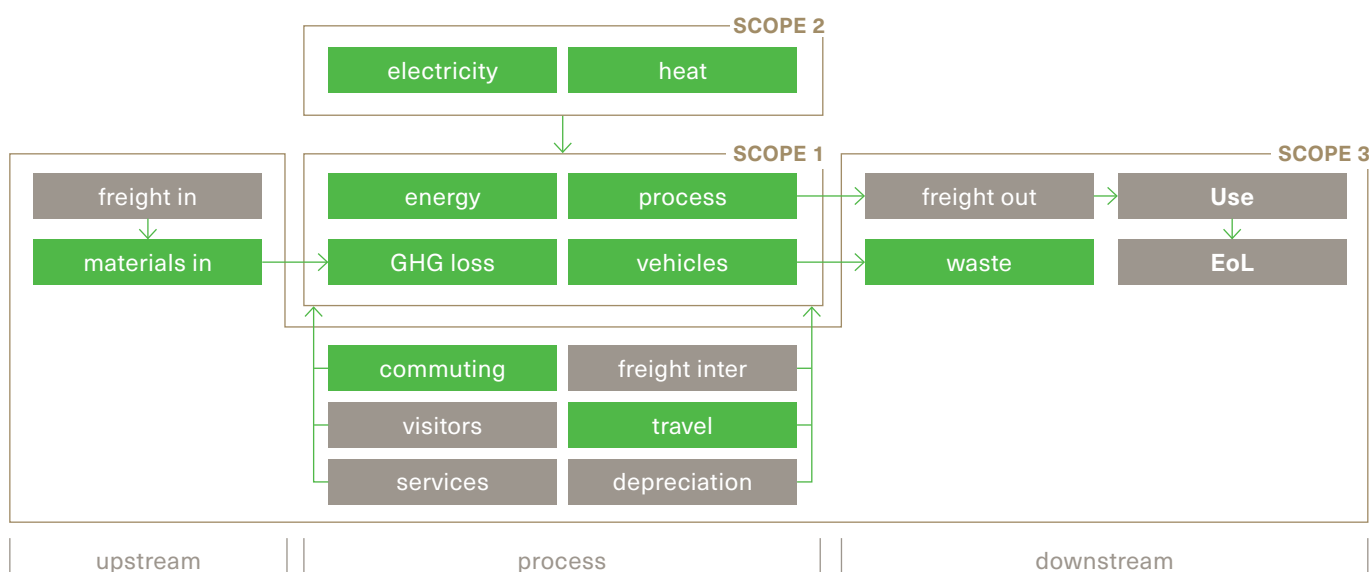 SCOPE 2
electricity heat
SCOPE 1 SCOPE 3
freight in energy process freight out Use
materials in GHG loss vehicles waste EoL
commuting freight inter
visitors travel
services depreciation
upstream process downstream